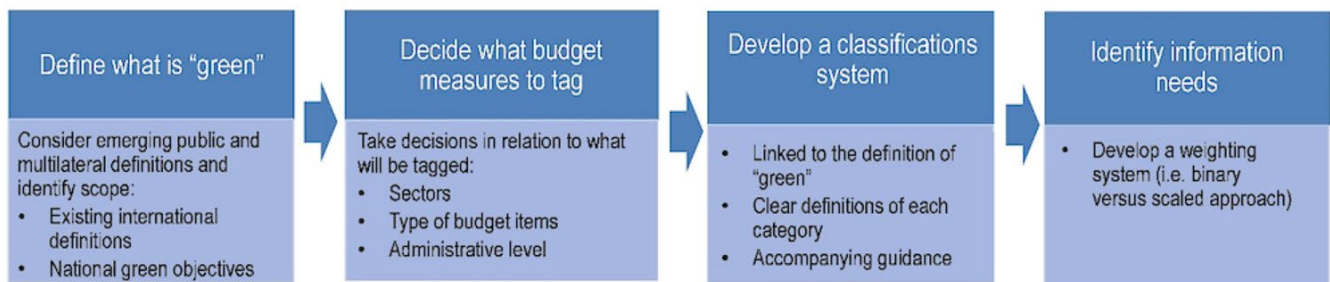 Define what is “green”
Consider emerging public and
multilateral definitions and
identify scope:
• Existing international
definitions
• National green objectives
Decide what budget
measures to tag
Take decisions in relation to what
will be tagged:
• Sectors
• Type of budget items
• Administrative level
Develop a classifications
system
• Linked to the definition of
“green”
• Clear definitions of each
category
• Accompanying guidance
Identify information
needs
• Develop a weighting
system (i.e. binary
versus scaled approach)